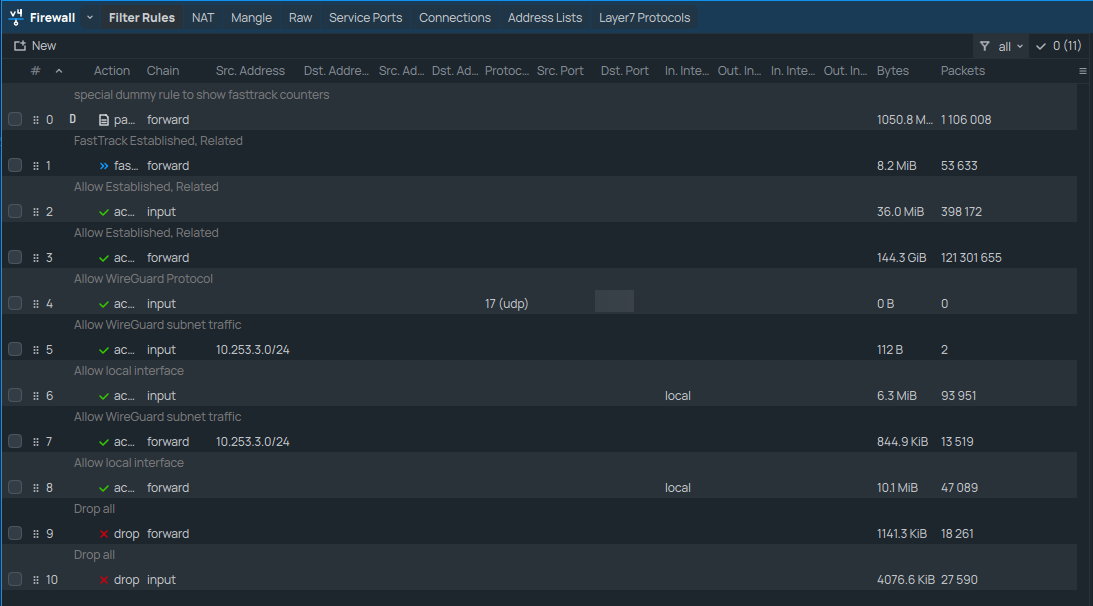 v4 Firewall Filter Rules NAT Mangle Raw Service Ports Connections Address Lists Layer7 Protocols
New all 0 (11)
# Action Chain Src. Address Dst. Addre... Src. Ad... Dst. Ad... Protoc... Src. Port Dst. Port In. Inte... Out. In... In. Inte... Out. In... Bytes Packets
special dummy rule to show fasttrack counters
0 D pa... forward 1050.8 M... 1 106 008
FastTrack Established, Related
1 fas... forward 8.2 MiB 53 633
Allow Established, Related
2 ac... input 36.0 MiB 398 172
Allow Established, Related
3 ac... forward 144.3 GiB 121 301 655
Allow WireGuard Protocol
4 ac... input 17 (udp) 0 B 0
Allow WireGuard subnet traffic
5 ac... input 10.253.3.0/24 112 B 2
Allow local interface
6 ac... input local 6.3 MiB 93 951
Allow WireGuard subnet traffic
7 ac... forward 10.253.3.0/24 844.9 KiB 13 519
Allow local interface
8 ac... forward local 10.1 MiB 47 089
Drop all
9 drop forward 1141.3 KiB 18 261
Drop all
10 drop input 4076.6 KiB 27 590